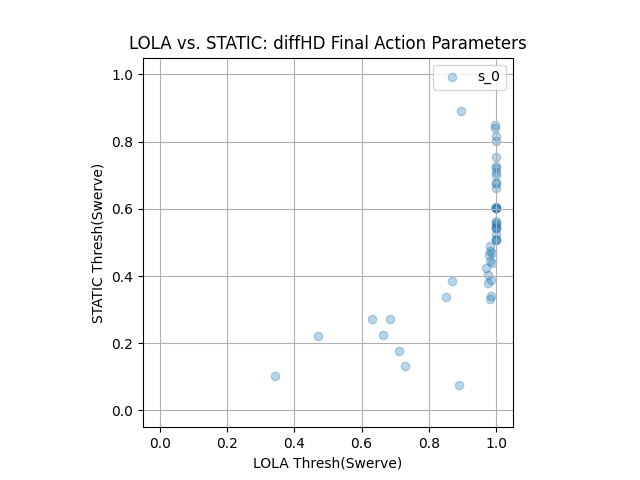 LOLA vs. STATIC: diffHD Final Action Parameters
s_0
1.0
0.8
0.6
0.4
0.2
0.0
STATIC Thresh(Swerve)
0.0 0.2 0.4 0.6 0.8 1.0
LOLA Thresh(Swerve)